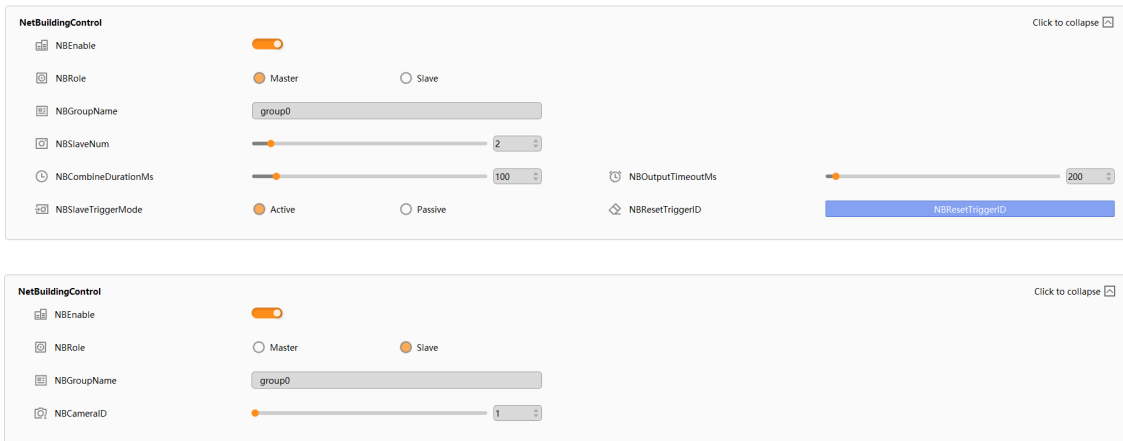 NetBuildingControl Click to collapse
NBEnable
NBRole Master Slave
NBGroupName group0
NBSlaveNum 2
NBCombineDurationMs 100 NBOutputTimeoutMs 200
NBSlaveTriggerMode Active Passive NBResetTriggerID NBResetTriggerID
NetBuildingControl Click to collapse
NBEnable
NBRole Master Slave
NBGroupName group0
NBCameraID 1